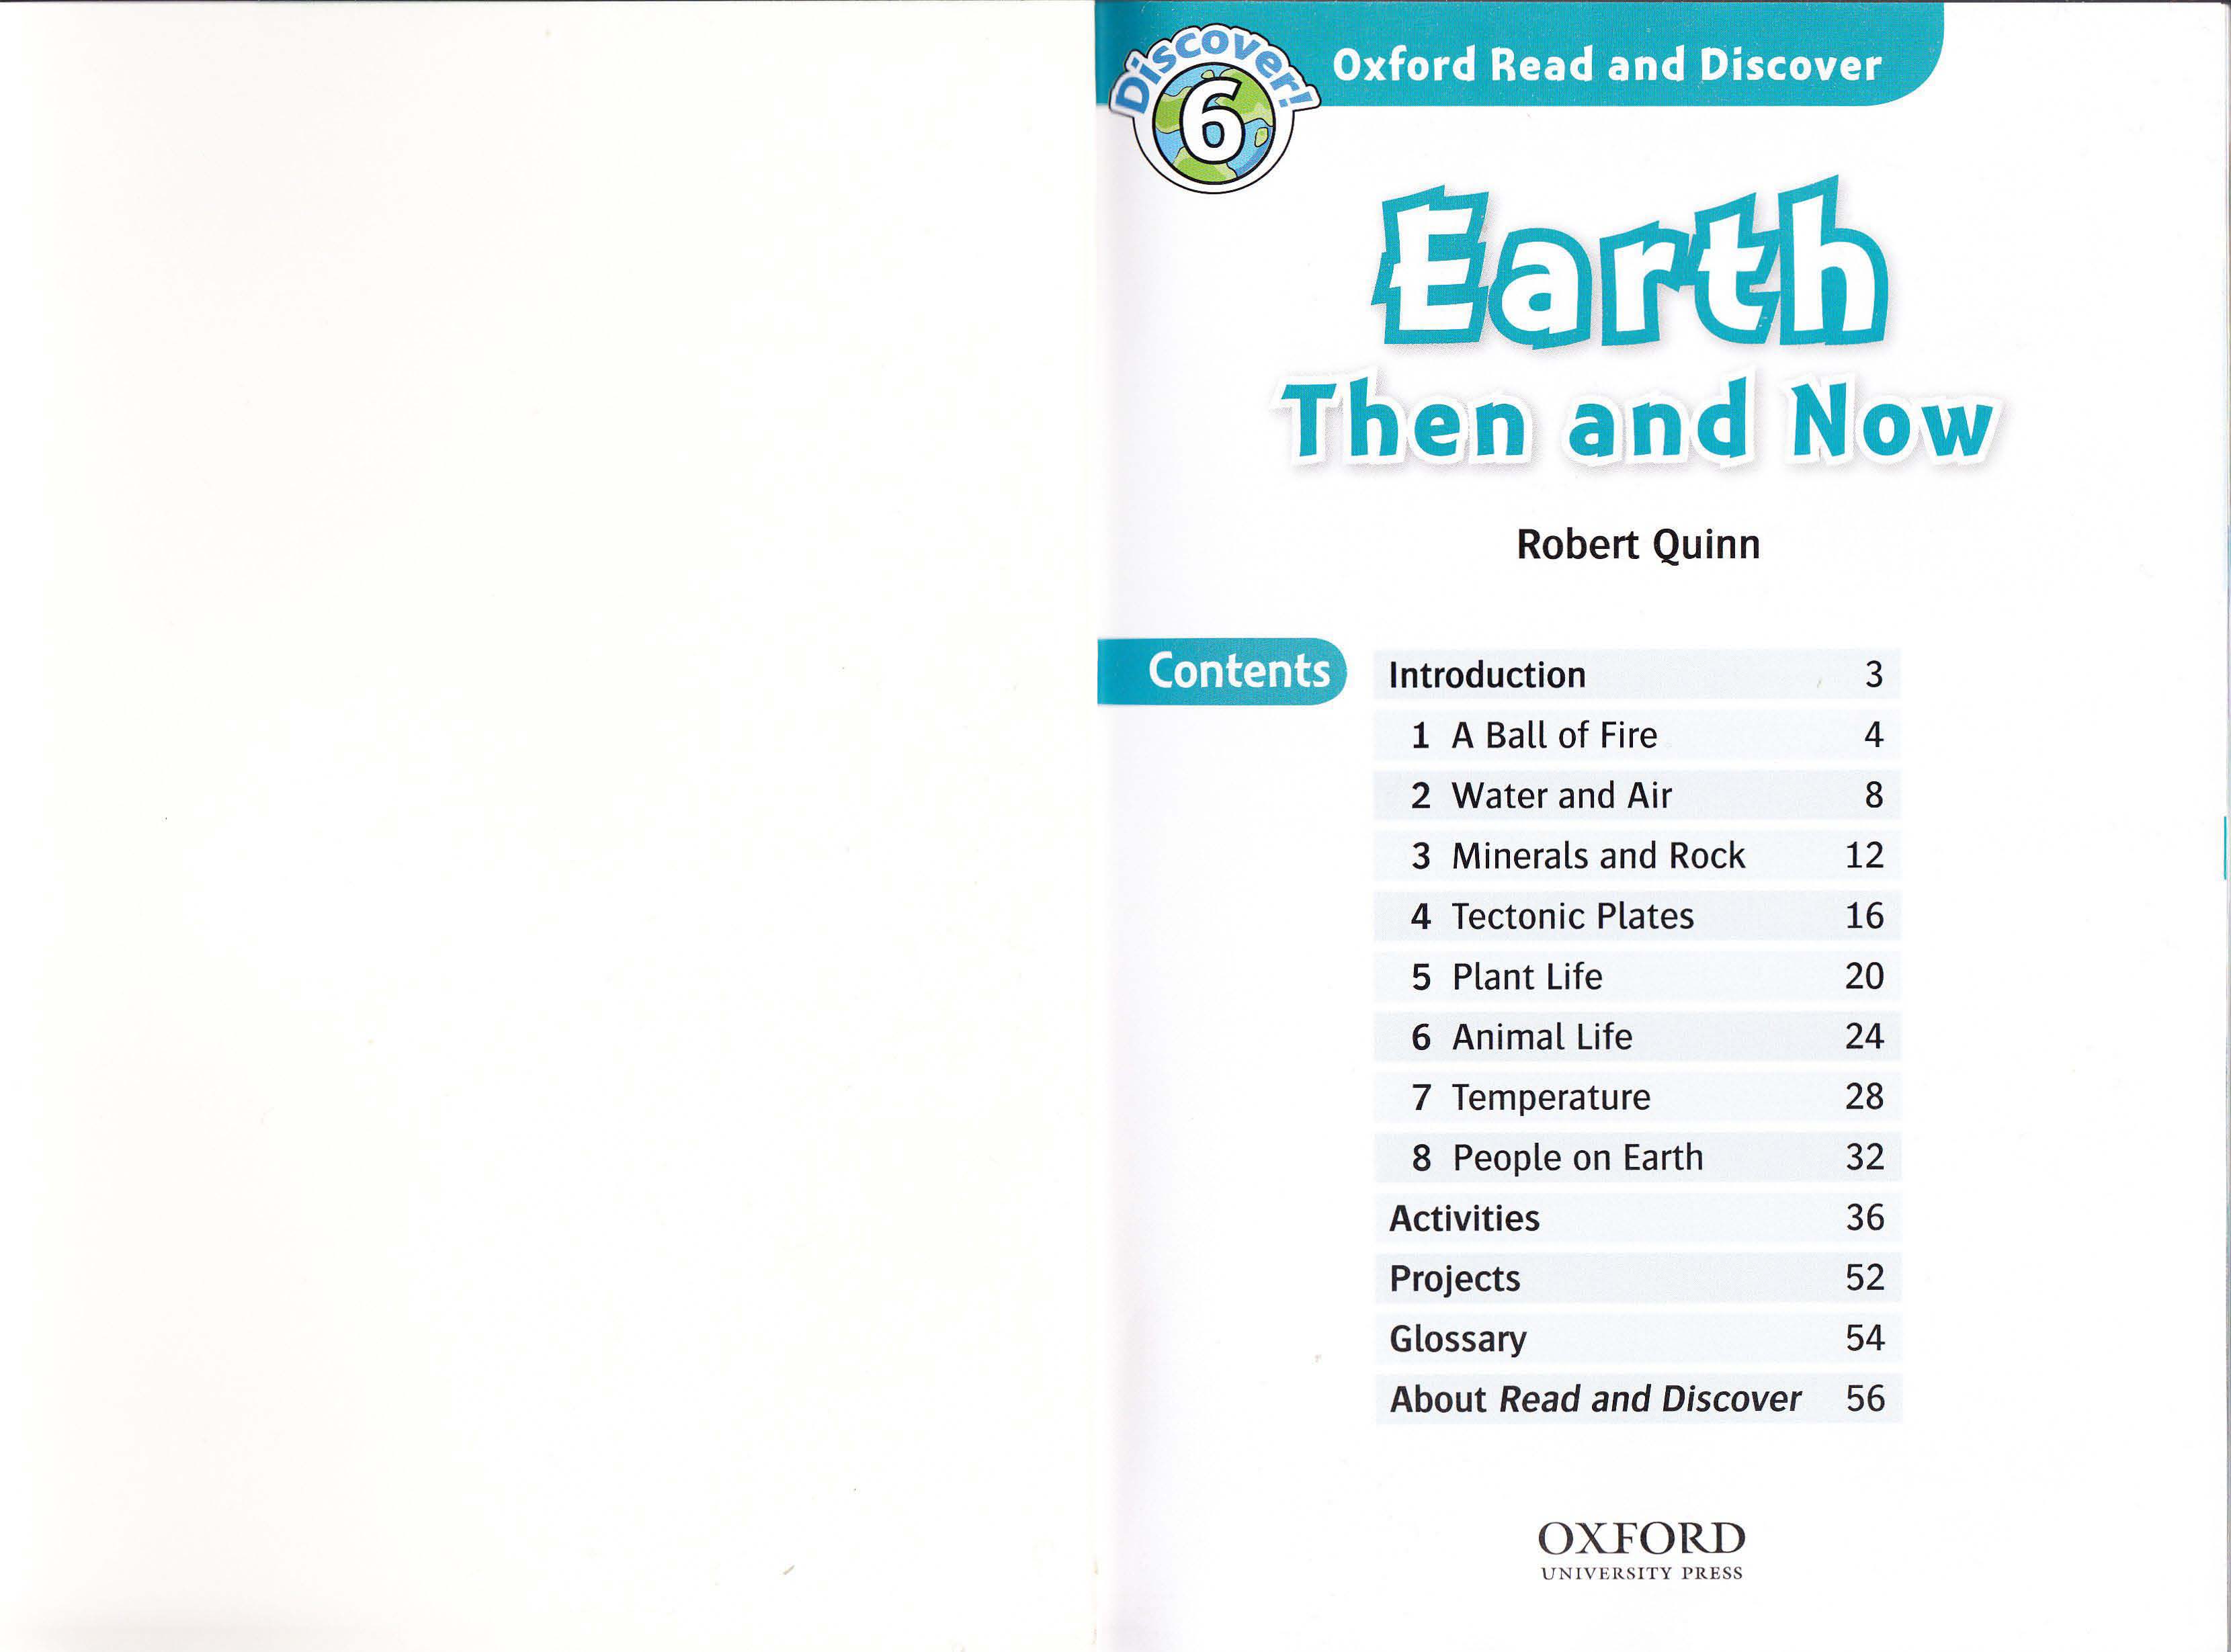 Discover!
6
Oxford Read and Discover
Earth
Then and Now
Robert Quinn
Contents
Introduction 3
1 A Ball of Fire 4
2 Water and Air 8
3 Minerals and Rock 12
4 Tectonic Plates 16
5 Plant Life 20
6 Animal Life 24
7 Temperature 28
8 People on Earth 32
Activities 36
Projects 52
Glossary 54
About Read and Discover 56
OXFORD
UNIVERSITY PRESS